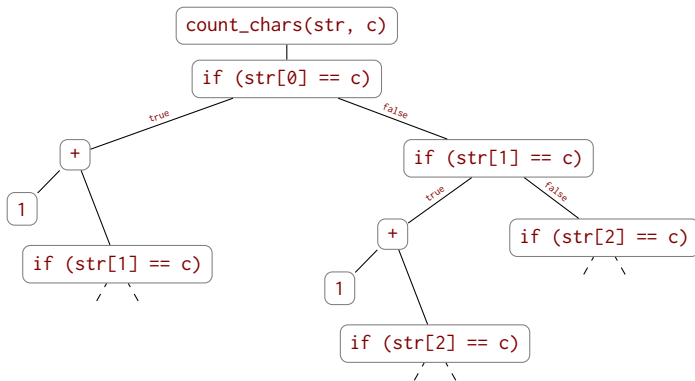 count_chars(str, c)
if (str[0] == c)
true
false
+
if (str[1] == c)
true
false
1
+
if (str[2] == c)
if (str[1] == c)
1
if (str[2] == c)